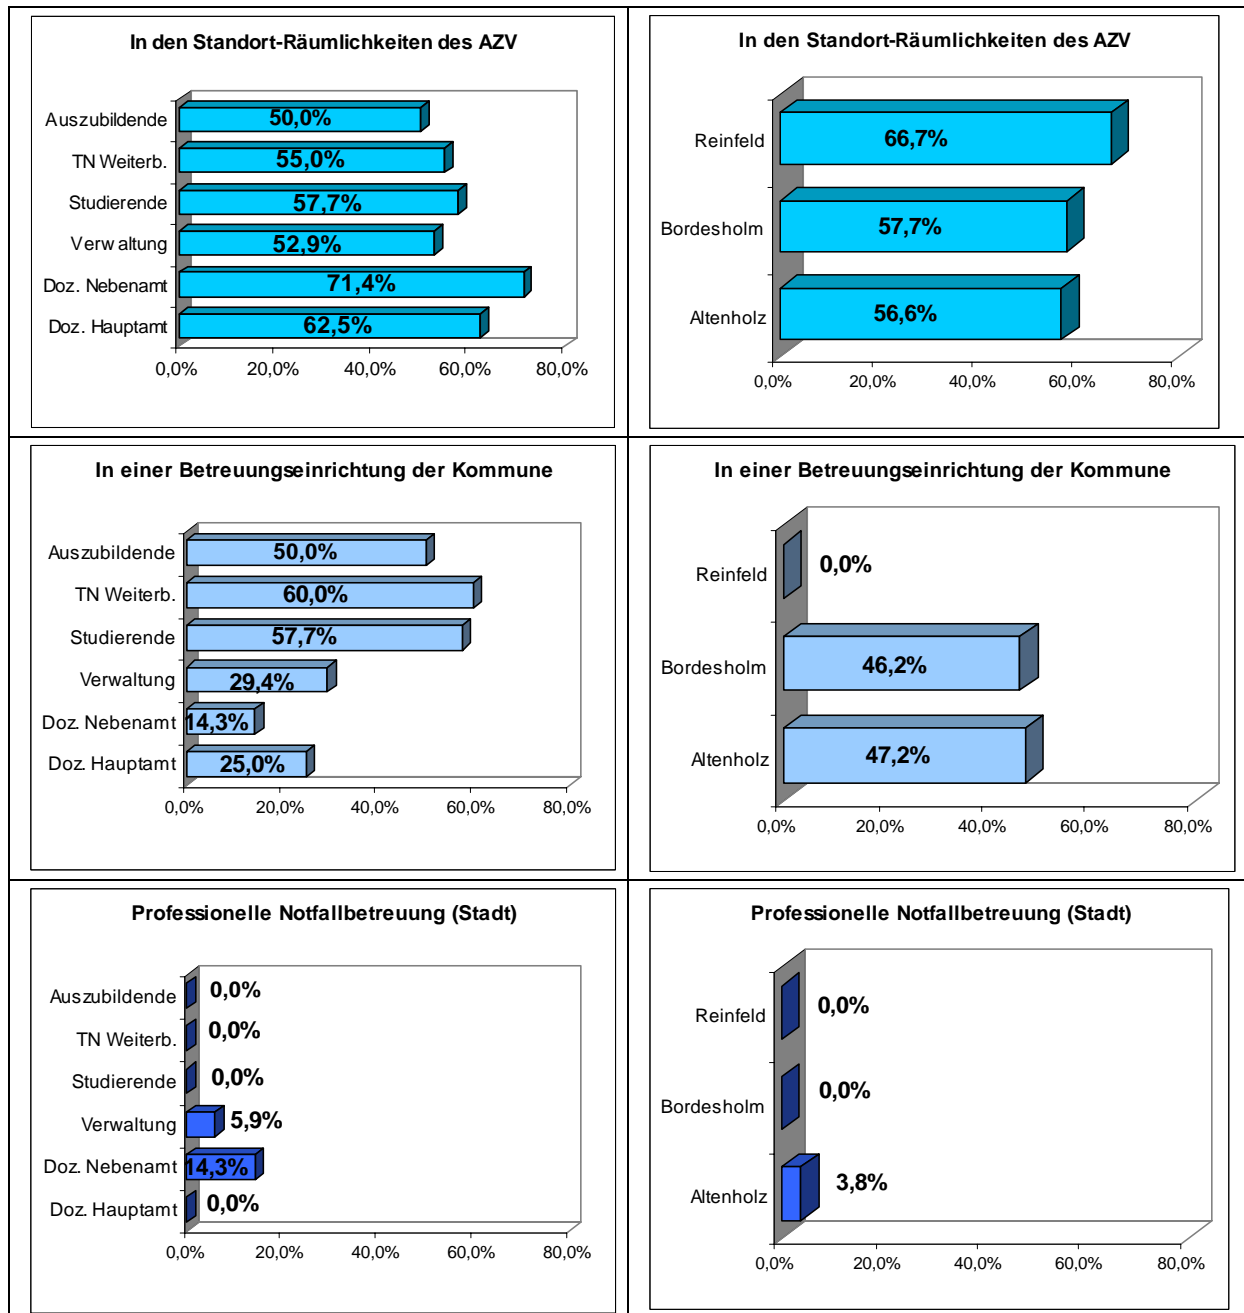 In den Standort-Räumlichkeiten des AZV
Auszubildende 50,0%
TN Weiterb. 55,0%
Studierende 57,7%
Verwaltung 52,9%
Doz. Nebenamt 71,4%
Doz. Hauptamt 62,5%
0,0% 20,0% 40,0% 60,0% 80,0%
In den Standort-Räumlichkeiten des AZV
Reinfeld 66,7%
Bordesholm 57,7%
Altenholz 56,6%
0,0% 20,0% 40,0% 60,0% 80,0%
In einer Betreuungseinrichtung der Kommune
Auszubildende 50,0%
TN Weiterb. 60,0%
Studierende 57,7%
Verwaltung 29,4%
Doz. Nebenamt 14,3%
Doz. Hauptamt 25,0%
0,0% 20,0% 40,0% 60,0% 80,0%
In einer Betreuungseinrichtung der Kommune
Reinfeld 0,0%
Bordesholm 46,2%
Altenholz 47,2%
0,0% 20,0% 40,0% 60,0% 80,0%
Professionelle Notfallbetreuung (Stadt)
Auszubildende 0,0%
TN Weiterb. 0,0%
Studierende 0,0%
Verwaltung 5,9%
Doz. Nebenamt 14,3%
Doz. Hauptamt 0,0%
0,0% 20,0% 40,0% 60,0% 80,0%
Professionelle Notfallbetreuung (Stadt)
Reinfeld 0,0%
Bordesholm 0,0%
Altenholz 3,8%
0,0% 20,0% 40,0% 60,0% 80,0%